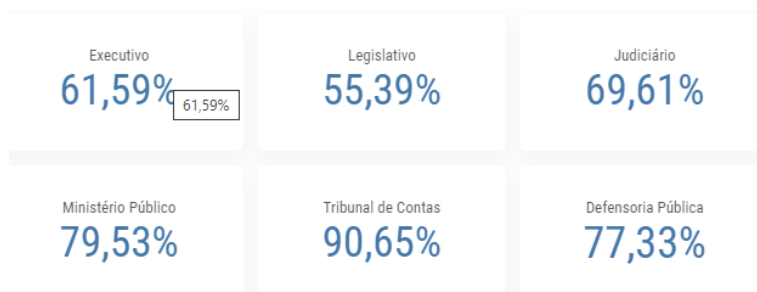 Executivo
61,59%
61,59%
Legislativo
55,39%
Judiciário
69,61%
Ministério Público
79,53%
Tribunal de Contas
90,65%
Defensoria Pública
77,33%